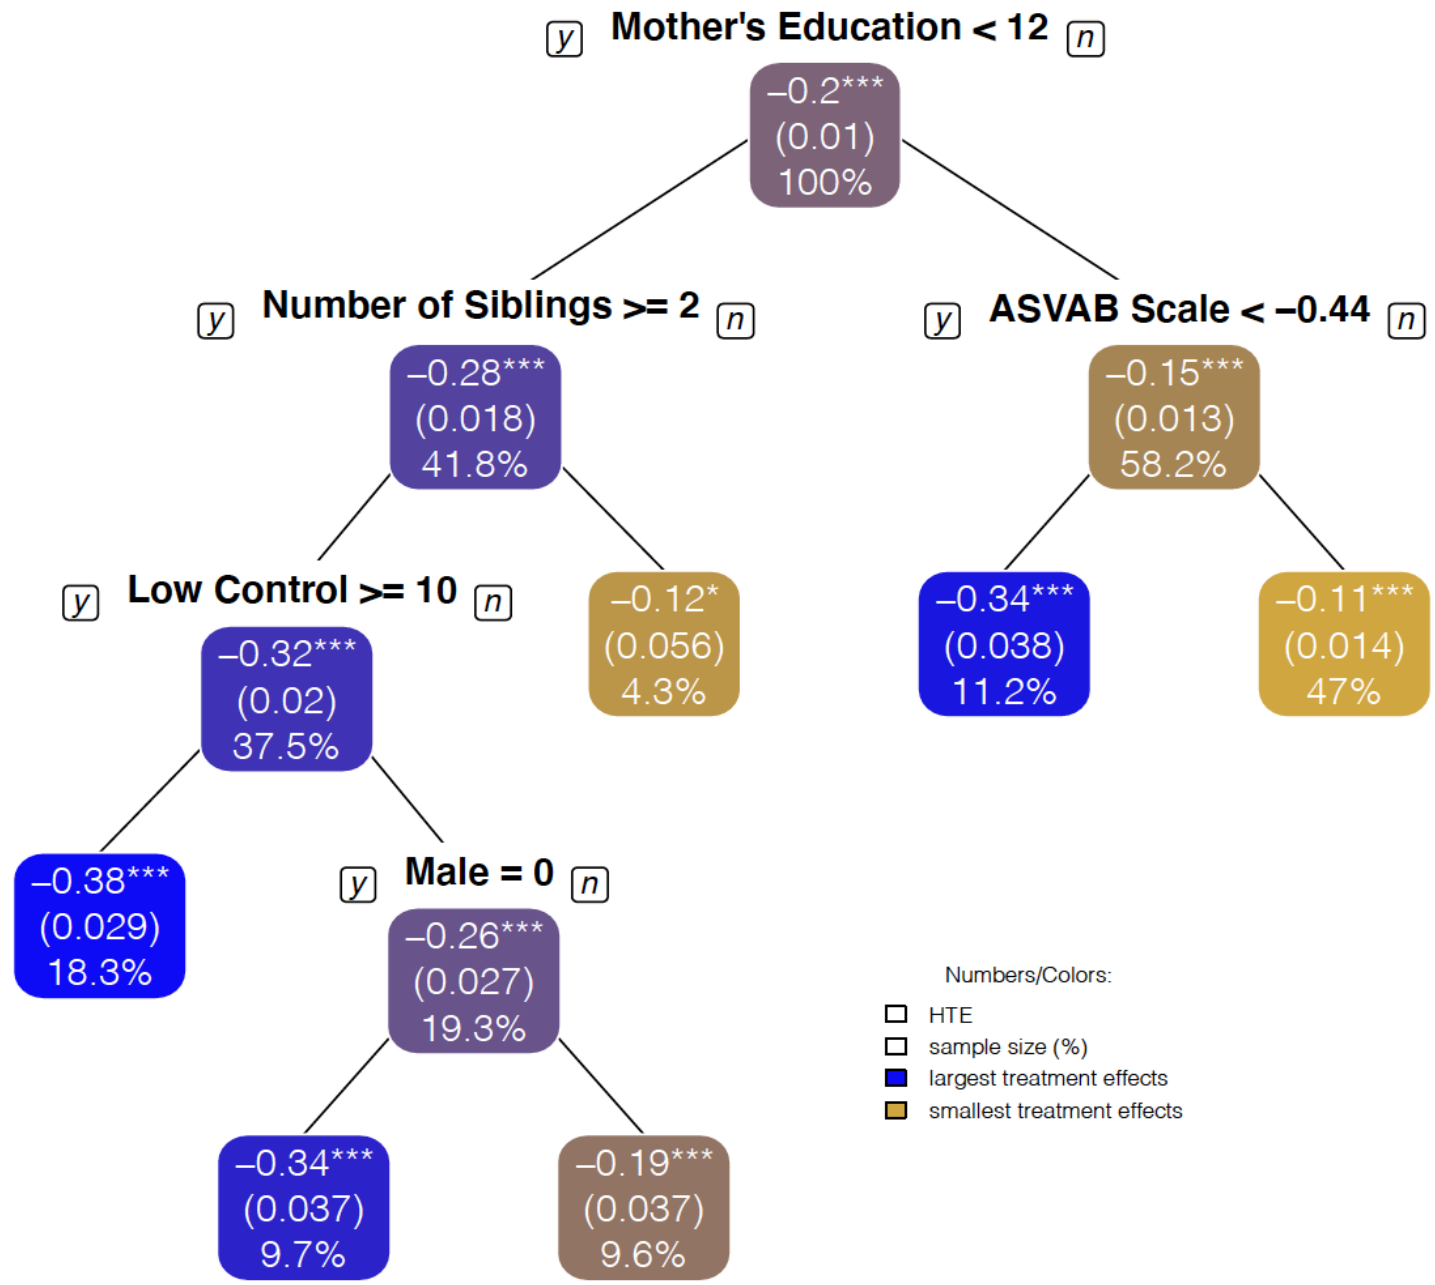 Mother's Education < 12
y
n
–0.2***
(0.01)
100%
Number of Siblings >= 2
y
n
–0.28***
(0.018)
41.8%
ASVAB Scale < –0.44
y
n
–0.15***
(0.013)
58.2%
Low Control >= 10
y
n
–0.32***
(0.02)
37.5%
–0.12*
(0.056)
4.3%
–0.34***
(0.038)
11.2%
–0.11***
(0.014)
47%
–0.38***
(0.029)
18.3%
Male = 0
y
n
–0.26***
(0.027)
19.3%
–0.34***
(0.037)
9.7%
–0.19***
(0.037)
9.6%
Numbers/Colors:
HTE
sample size (%)
largest treatment effects
smallest treatment effects